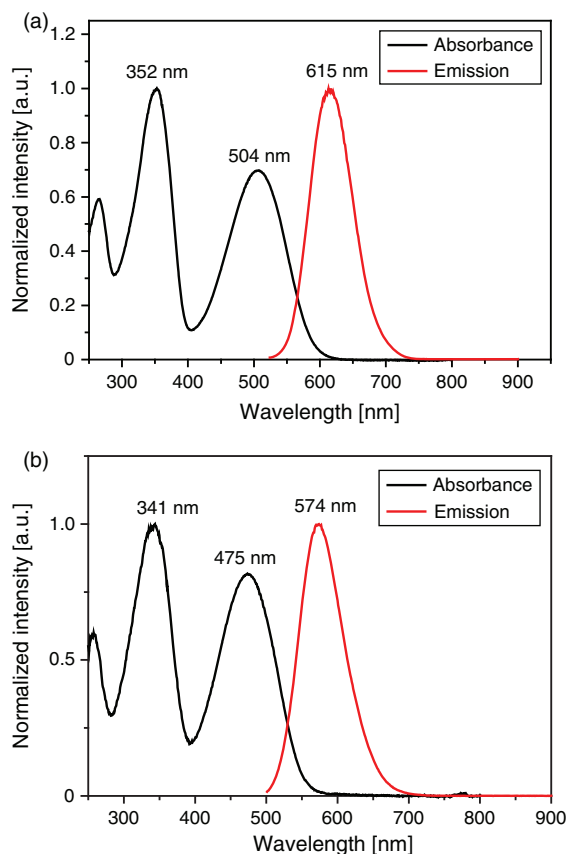 (a)
Normalized intensity [a.u.]
1.2
1.0
0.8
0.6
0.4
0.2
0
352 nm
504 nm
615 nm
Absorbance
Emission
300 400 500 600 700 800 900
Wavelength [nm]
(b)
Normalized intensity [a.u.]
1.0
0.5
0
341 nm
475 nm
574 nm
Absorbance
Emission
300 400 500 600 700 800 900
Wavelength [nm]